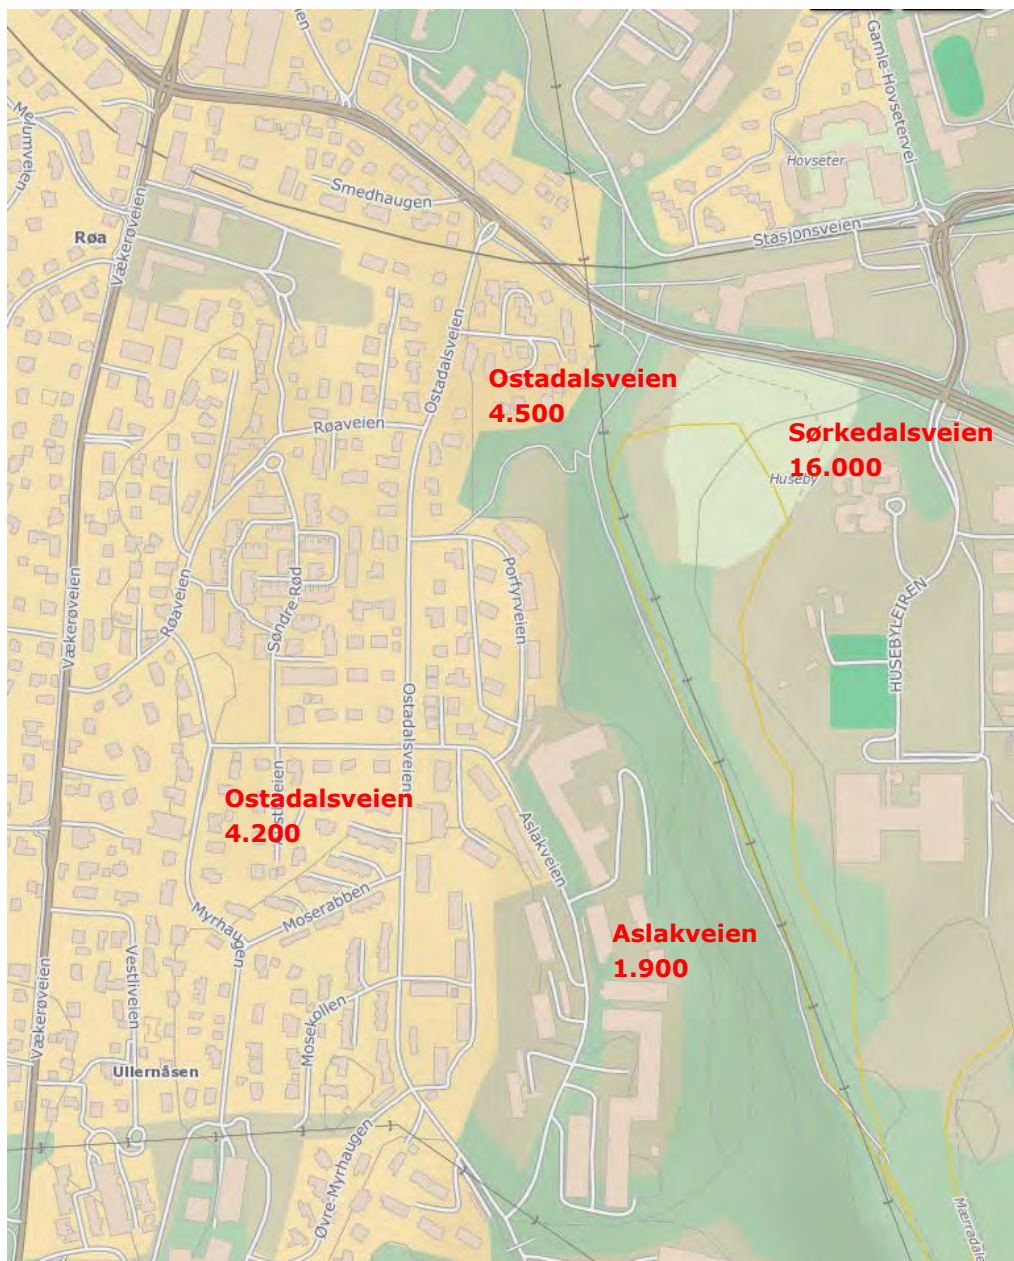 Gamle Hovsetervei
Melumveien
Hovseter
Smedhaugen
Vækerøveien
Stasjonsveien
Røa
Ostadalsveien
Ostadalsveien
4.500
Røaveien
Sørkedalsveien
16.000
Huseby
Porfyrveien
Røaveien
Søndre Rød
HUSEBYLEIREN
Vækerøveien
Ostadalsveien
Ostadalsveien
4.200
Aslakveien
Moserabben
Myrhaugen
Aslakveien
1.900
Vestliveien
Vækerøveien
Mosekollen
Ullernåsen
Øvre Myrhaugen